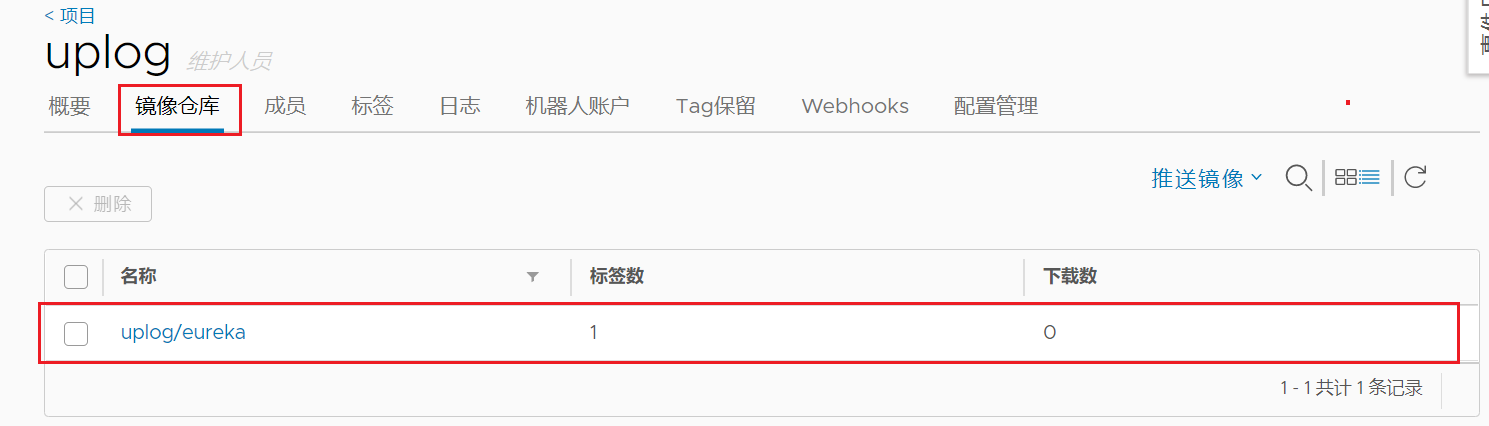 < 项目
uplog 维护人员
概要 镜像仓库 成员 标签 日志 机器人账户 Tag保留 Webhooks 配置管理
推送镜像
× 删除
名称 标签数 下载数
uplog/eureka 1 0
1 - 1 共计 1 条记录